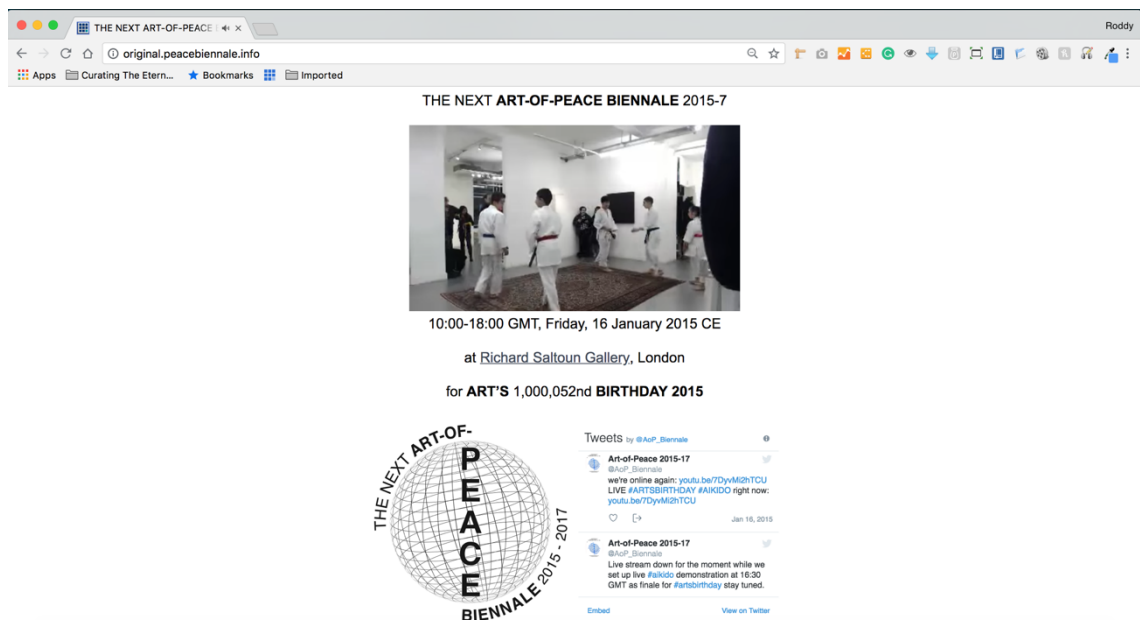 THE NEXT ART-OF-PEACE
Roddy
original.peacebiennale.info
Apps
Curating The Etern...
Bookmarks
Imported
THE NEXT ART-OF-PEACE BIENNALE 2015-7
10:00-18:00 GMT, Friday, 16 January 2015 CE
at Richard Saltoun Gallery, London
for ART'S 1,000,052nd BIRTHDAY 2015
THE NEXT ART-OF-
PEACE
BIENNALE 2015 - 2017
Tweets by @AoP_Biennale
Art-of-Peace 2015-17
@AoP_Biennale
we're online again: youtu.be/7DyvMi2hTCU
LIVE #ARTSBIRTHDAY #AIKIDO right now:
youtu.be/7DyvMi2hTCU
Jan 16, 2015
Art-of-Peace 2015-17
@AoP_Biennale
Live stream down for the moment while we
set up live #aikido demonstration at 16:30
GMT as finale for #artsbirthday stay tuned.
Embed
View on Twitter